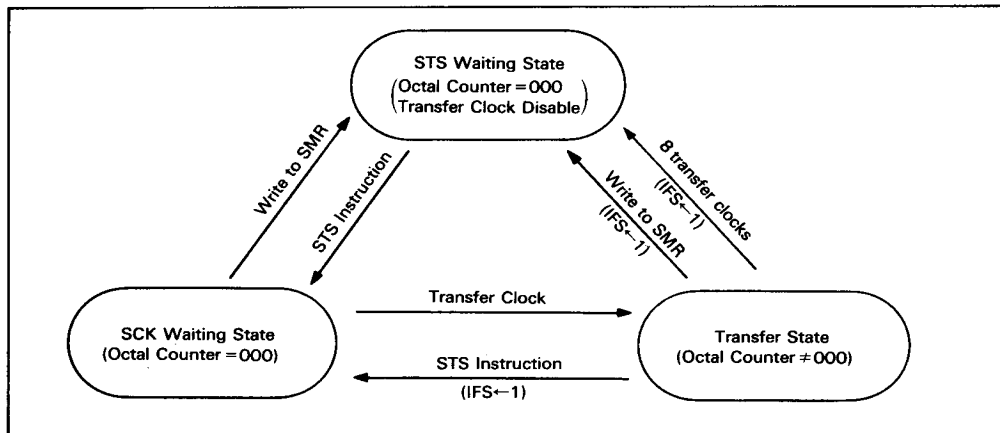 STS Waiting State
(Octal Counter = 000
Transfer Clock Disable)
Write to SMR
STS Instruction
8 transfer clocks
(IFS←1)
Write to SMR
(IFS←1)
Transfer Clock
SCK Waiting State
(Octal Counter = 000)
Transfer State
(Octal Counter ≠ 000)
STS Instruction
(IFS←1)